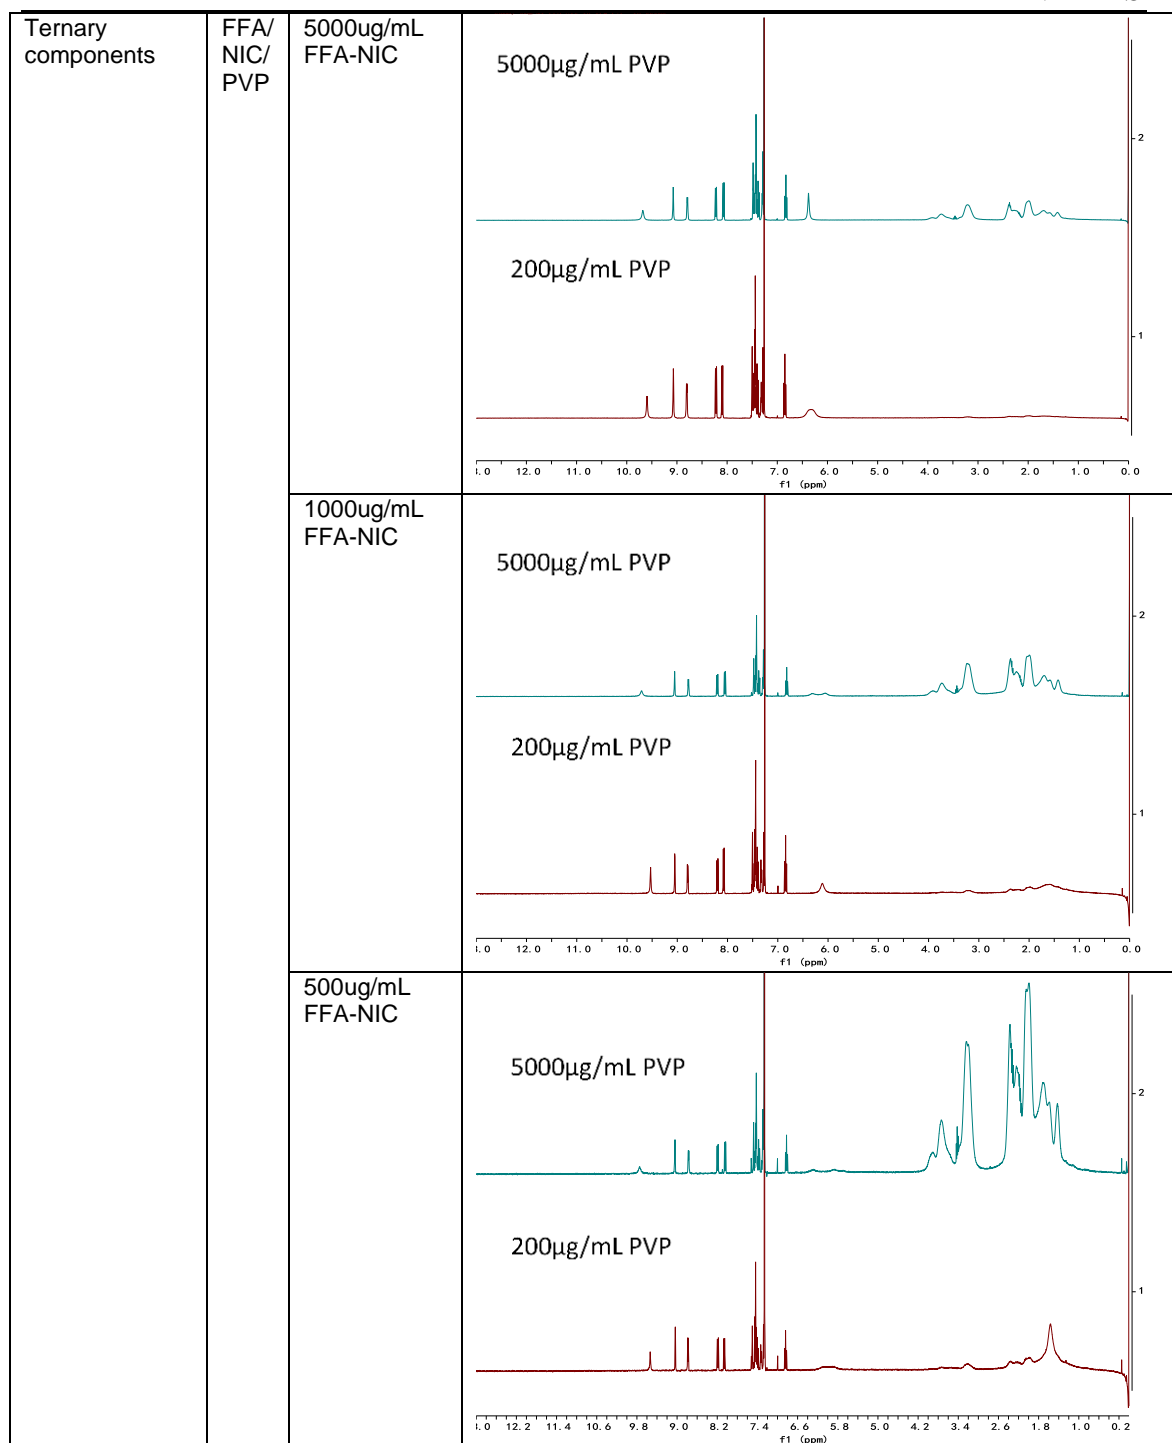 Ternary
components
FFA/
NIC/
PVP
5000ug/mL
FFA-NIC
5000µg/mL PVP
200µg/mL PVP
2
1
3.0 12.0 11.0 10.0 9.0 8.0 7.0 6.0 5.0 4.0 3.0 2.0 1.0 0.0
f1 (ppm)
1000ug/mL
FFA-NIC
5000µg/mL PVP
200µg/mL PVP
2
1
3.0 12.0 11.0 10.0 9.0 8.0 7.0 6.0 5.0 4.0 3.0 2.0 1.0 0.0
f1 (ppm)
500ug/mL
FFA-NIC
5000µg/mL PVP
200µg/mL PVP
2
1
3.0 12.2 11.4 10.6 9.8 9.0 8.2 7.4 6.6 5.8 5.0 4.2 3.4 2.6 1.8 1.0 0.2
f1 (ppm)